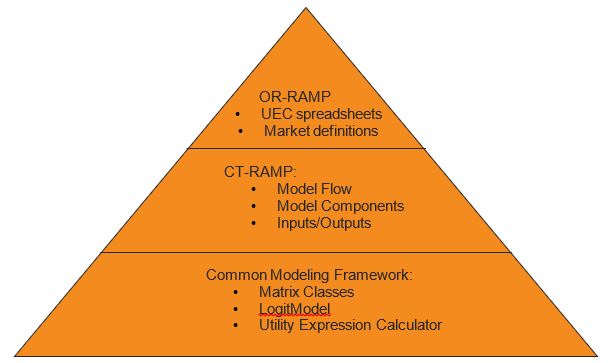 OR-RAMP
• UEC spreadsheets
• Market definitions
CT-RAMP:
• Model Flow
• Model Components
• Inputs/Outputs
Common Modeling Framework:
• Matrix Classes
• LogitModel
• Utility Expression Calculator